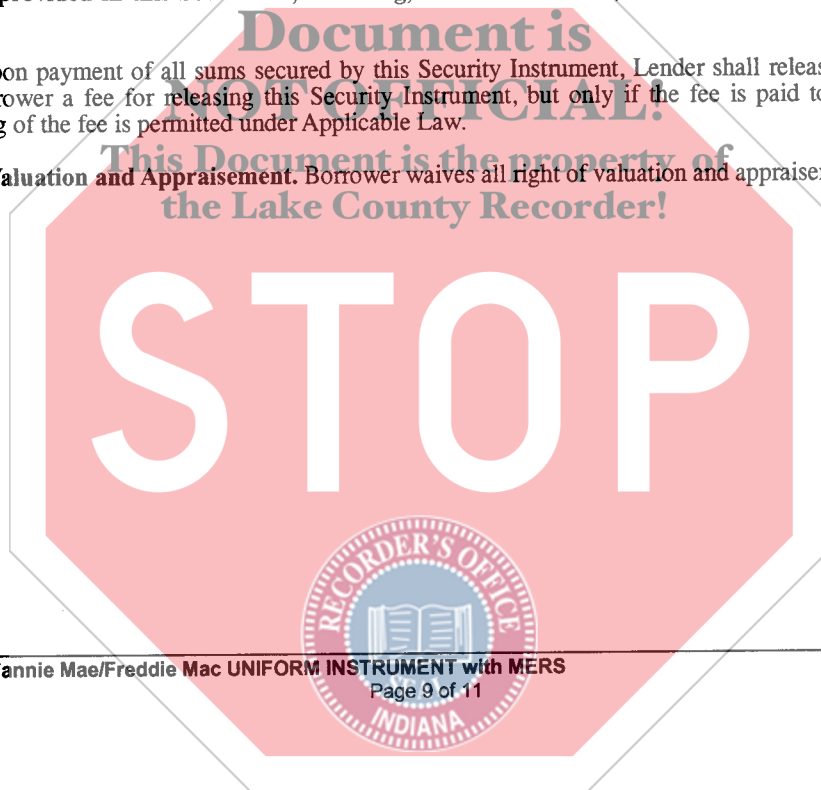 Document is
on payment of all sums secured by this Security Instrument, Lender shall releas
NOT OFFICIAL!
rower a fee for releasing this Security Instrument, but only if the fee is paid to
g of the fee is permitted under Applicable Law.
This Document is the property of
aluation and Appraisement. Borrower waives all right of valuation and appraise
the Lake County Recorder!
STOP
RECORDER'S OFFICE
SEAL
INDIANA
annie Mae/Freddie Mac UNIFORM INSTRUMENT with MERS
Page 9 of 11